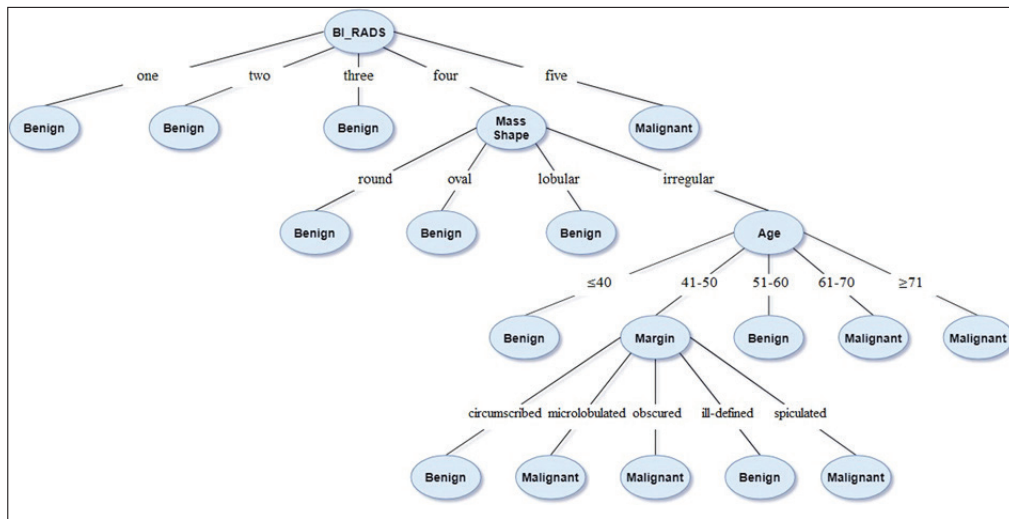 BI_RADS
one two three four five
Benign Benign Benign Mass Shape Malignant
round oval lobular irregular
Benign Benign Benign Age
≤40 41-50 51-60 61-70 ≥71
Benign Margin Benign Malignant Malignant
circumscribed microlobulated obscured ill-defined spiculated
Benign Malignant Malignant Benign Malignant